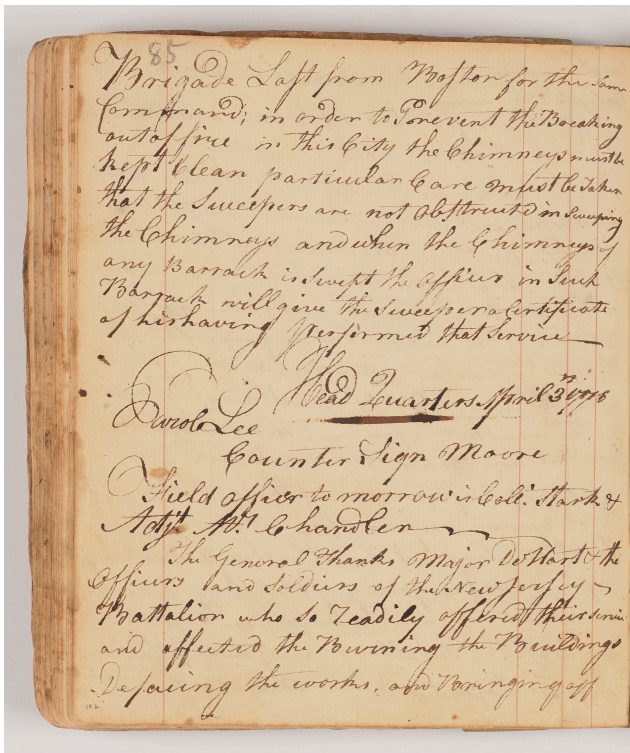 85
Brigade Last from Boston for the same
Command; in order to Prevent the Breaking
out of fire in this City the Chimneys must be
kept Clean particular Care must be Taken
that the Sweepers are not Obstructd in Sweeping
the Chimneys and when the Chimneys of
any Barrack is Swept the Officer in Such
Barrack will give the Sweeper a Certificate
of his having Performed that Service
Head Quarters April 3 1776
Parole Lee
Counter Sign Moore
Field officer to morrow is Coll. Stark &
Adjt Mr. Chandler
The General Thanks Major DeHart & the
Officers and Soldiers of the New Jersey
Battalion who so Readily offered their
and affected the Burning the Buildings
Defacing the works, and Bringing off
102